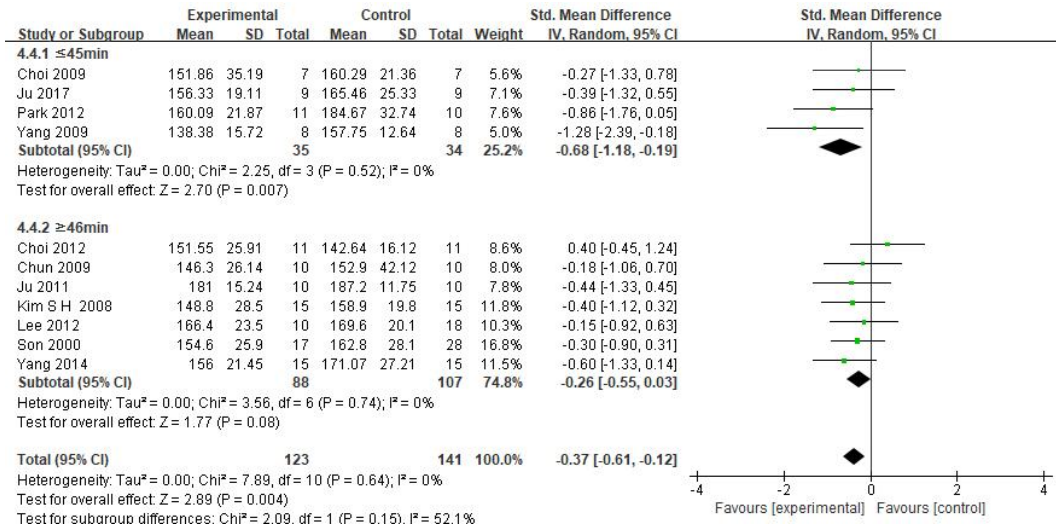 Experimental Control Std. Mean Difference Std. Mean Difference
Study or Subgroup Mean SD Total Mean SD Total Weight IV, Random, 95% CI IV, Random, 95% CI
4.4.1 ≤45min
Choi 2009 151.86 35.19 7 160.29 21.36 7 5.6% -0.27 [-1.33, 0.78]
Ju 2017 156.33 19.11 9 165.46 25.33 9 7.1% -0.39 [-1.32, 0.55]
Park 2012 160.09 21.87 11 184.67 32.74 10 7.6% -0.86 [-1.76, 0.05]
Yang 2009 138.38 15.72 8 157.75 12.64 8 5.0% -1.28 [-2.39, -0.18]
Subtotal (95% CI) 35 34 25.2% -0.68 [-1.18, -0.19]
Heterogeneity: Tau² = 0.00; Chi² = 2.25, df = 3 (P = 0.52); I² = 0%
Test for overall effect: Z = 2.70 (P = 0.007)
4.4.2 ≥46min
Choi 2012 151.55 25.91 11 142.64 16.12 11 8.6% 0.40 [-0.45, 1.24]
Chun 2009 146.3 26.14 10 152.9 42.12 10 8.0% -0.18 [-1.06, 0.70]
Ju 2011 181 15.24 10 187.2 11.75 10 7.8% -0.44 [-1.33, 0.45]
Kim S H 2008 148.8 28.5 15 158.9 19.8 15 11.8% -0.40 [-1.12, 0.32]
Lee 2012 166.4 23.5 10 169.6 20.1 18 10.3% -0.15 [-0.92, 0.63]
Son 2000 154.6 25.9 17 162.8 28.1 28 16.8% -0.30 [-0.90, 0.31]
Yang 2014 156 21.45 15 171.07 27.21 15 11.5% -0.60 [-1.33, 0.14]
Subtotal (95% CI) 88 107 74.8% -0.26 [-0.55, 0.03]
Heterogeneity: Tau² = 0.00; Chi² = 3.56, df = 6 (P = 0.74); I² = 0%
Test for overall effect: Z = 1.77 (P = 0.08)
Total (95% CI) 123 141 100.0% -0.37 [-0.61, -0.12]
Heterogeneity: Tau² = 0.00; Chi² = 7.89, df = 10 (P = 0.64); I² = 0%
Test for overall effect: Z = 2.89 (P = 0.004)
Test for subgroup differences: Chi² = 2.09, df = 1 (P = 0.15), I² = 52.1%
-4 -2 0 2 4
Favours [experimental] Favours [control]